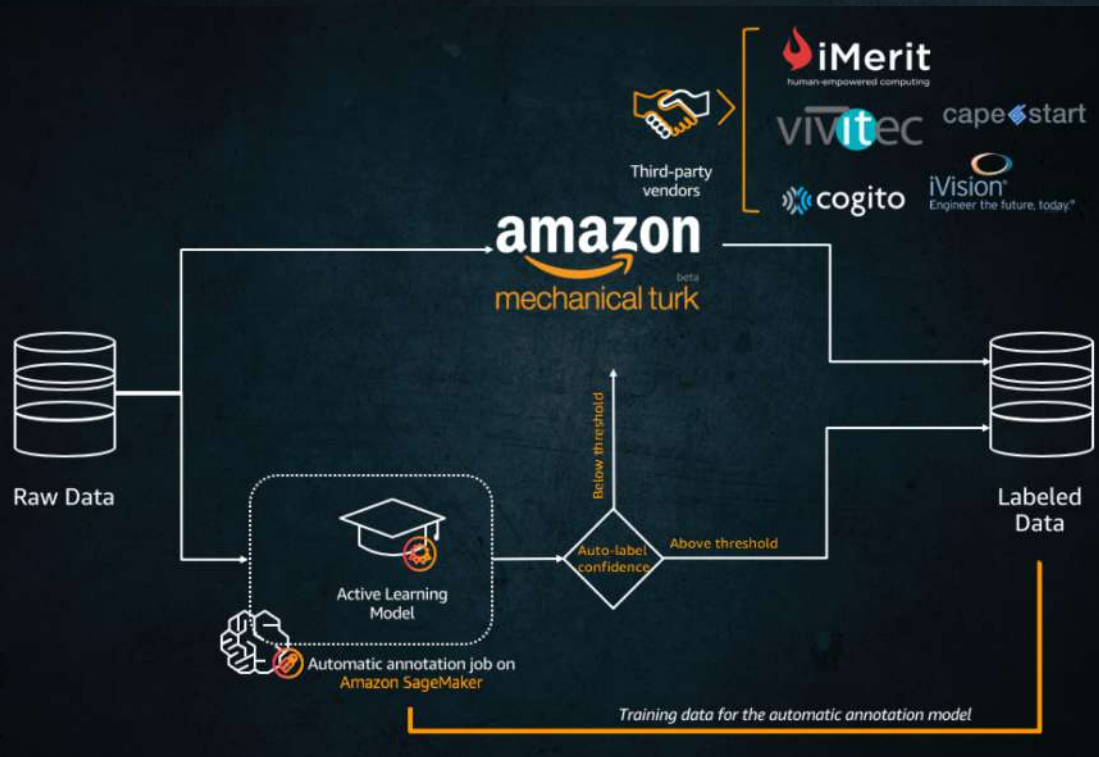 iMerit
human-empowered computing
vivitec
cape start
Third-party
vendors
cogito
iVision®
Engineer the future, today.®
amazon
beta
mechanical turk
Raw Data
Below threshold
Labeled
Data
Auto-label
confidence
Above threshold
Active Learning
Model
Automatic annotation job on
Amazon SageMaker
Training data for the automatic annotation model